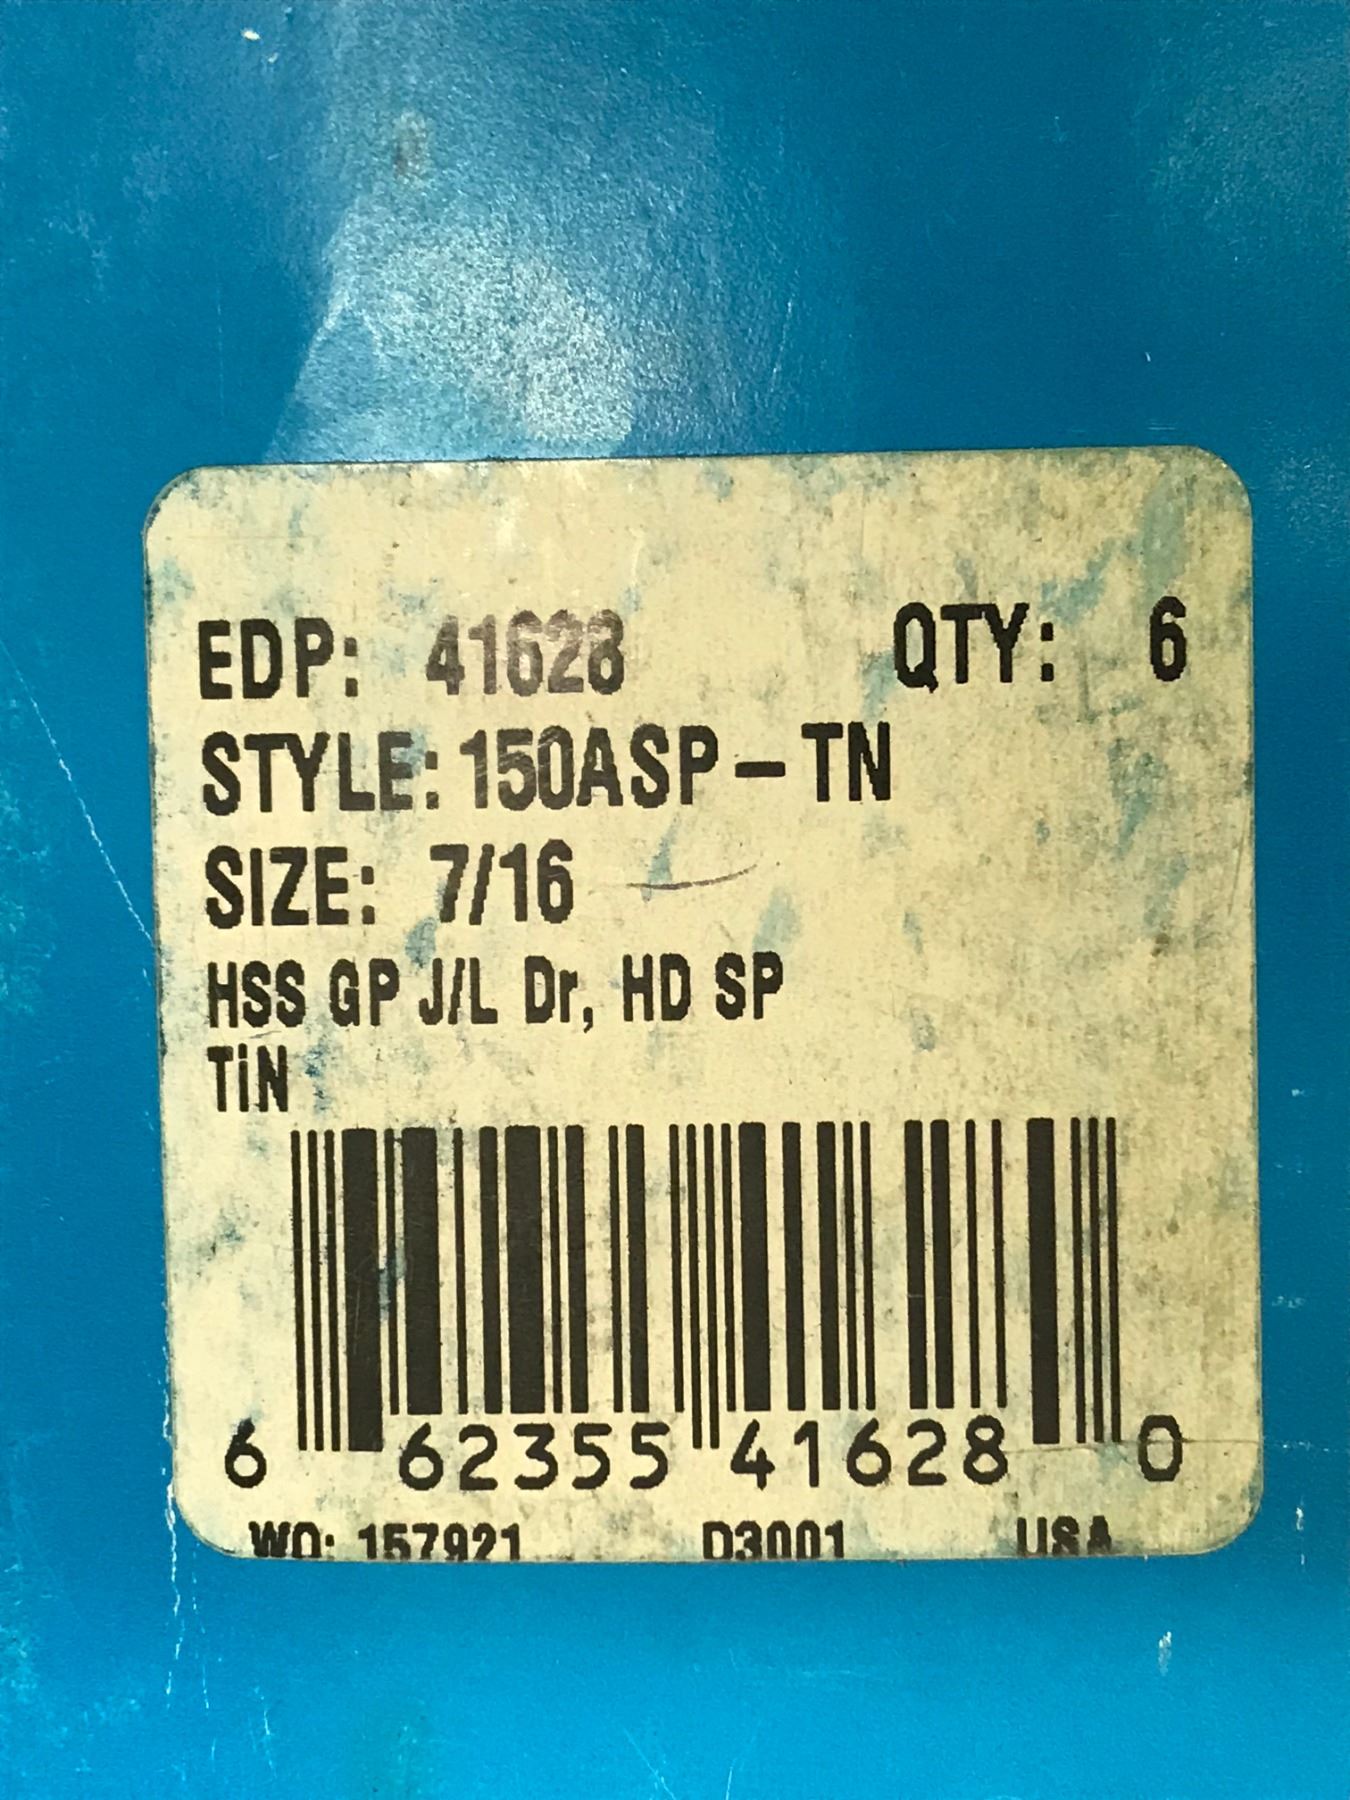 EDP: 41628 QTY: 6
STYLE: 150ASP-TN
SIZE: 7/16
HSS GP J/L Dr, HD SP
TiN
6 62355 41628 0
WO: 157921 D3001 USA